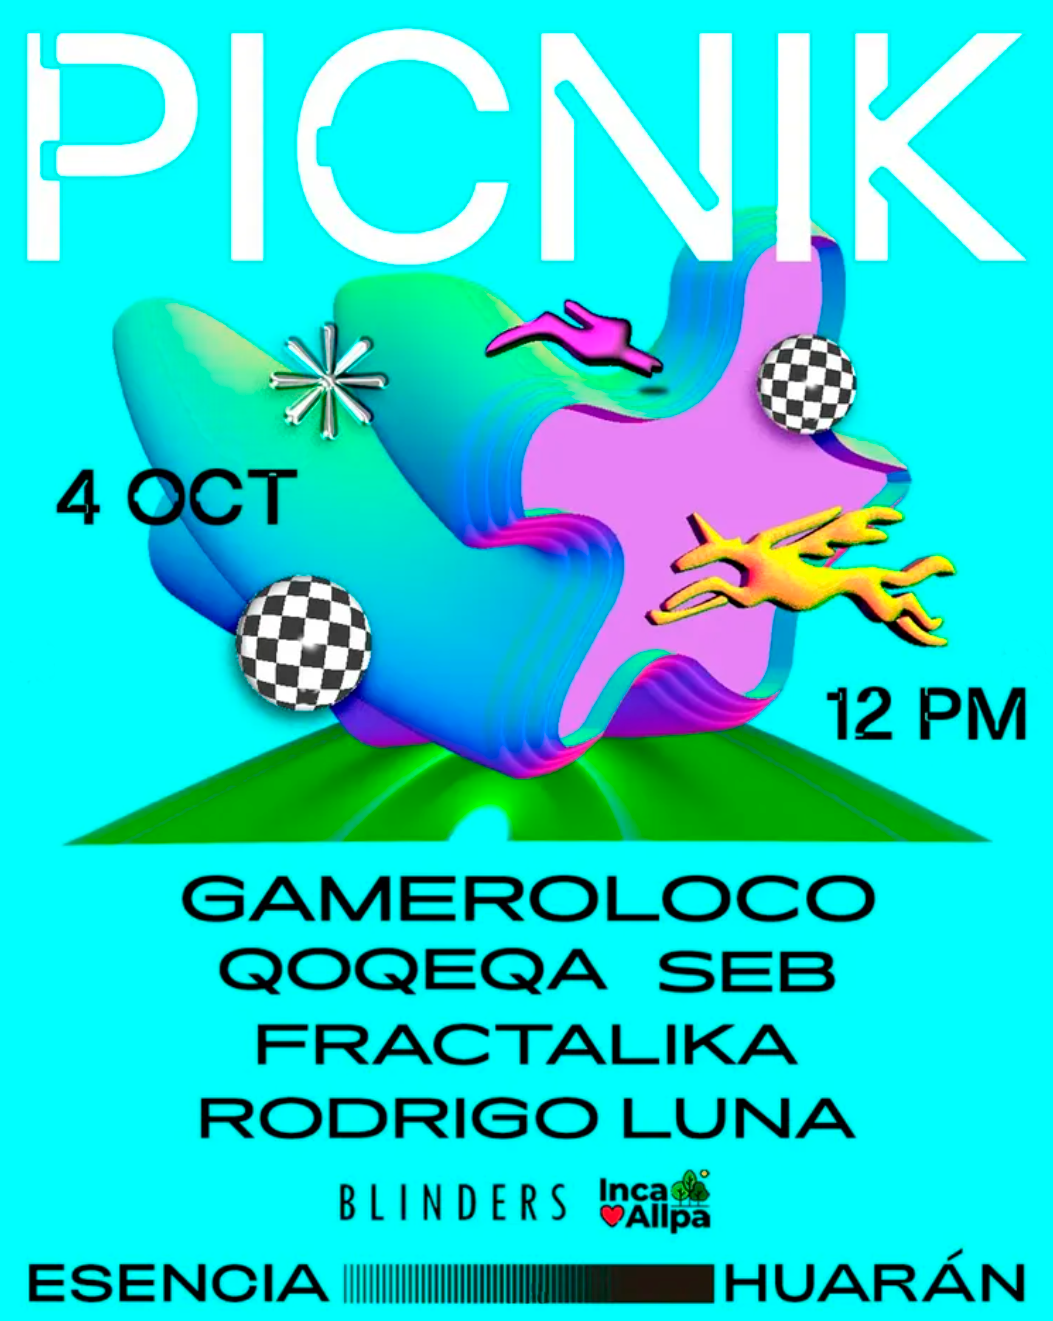 PICNIK
4 OCT
12 PM
GAMEROLOCO
QOQEQA SEB
FRACTALIKA
RODRIGO LUNA
BLINDERS Inca Allpa
ESENCIA HUARÁN